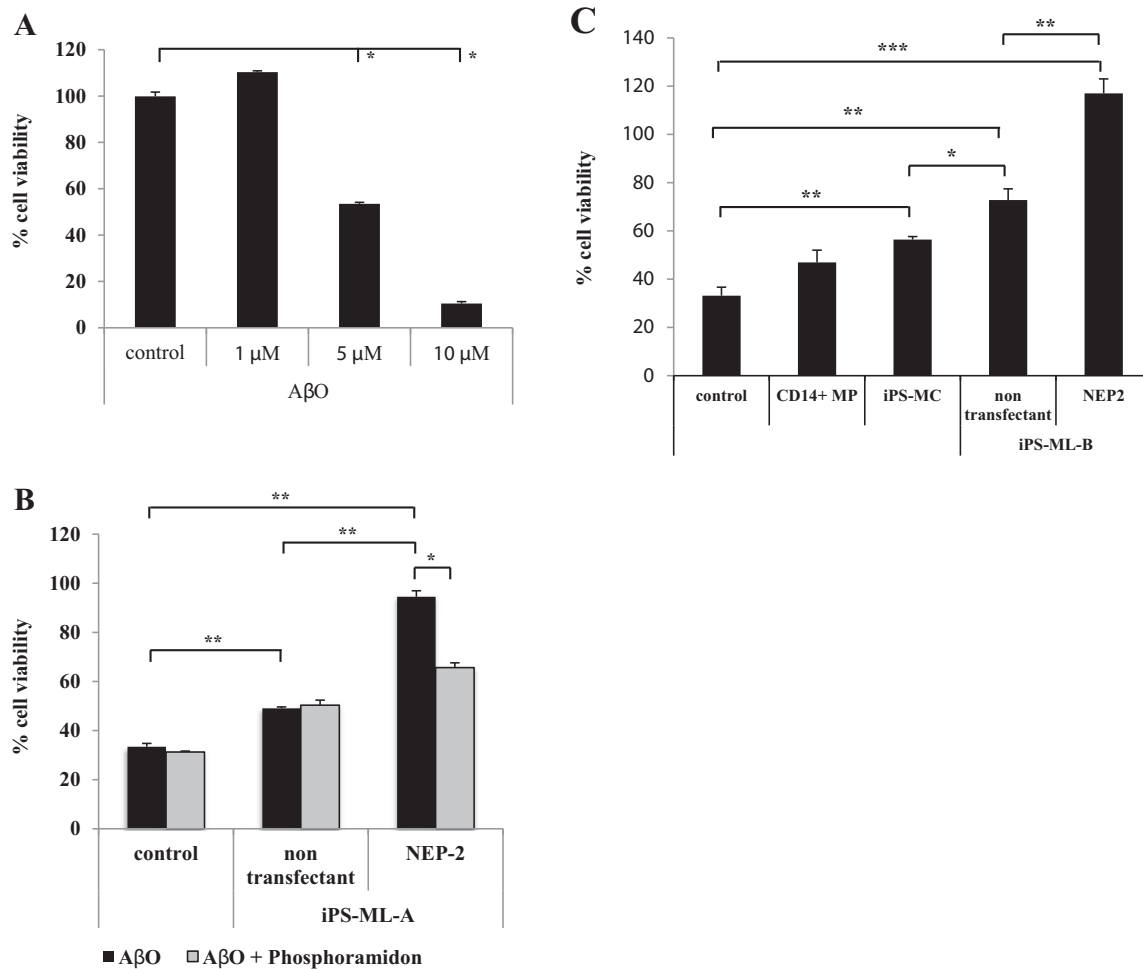 A
% cell viability
120
100
80
60
40
20
0
* *
control 1 μM 5 μM 10 μM
AβO
B
% cell viability
120
100
80
60
40
20
0
**
**
*
**
control non transfectant NEP-2
iPS-ML-A
AβO AβO + Phosphoramidon
C
% cell viability
140
120
100
80
60
40
20
0
**
***
**
*
**
control CD14+ MP iPS-MC non transfectant NEP2
iPS-ML-B